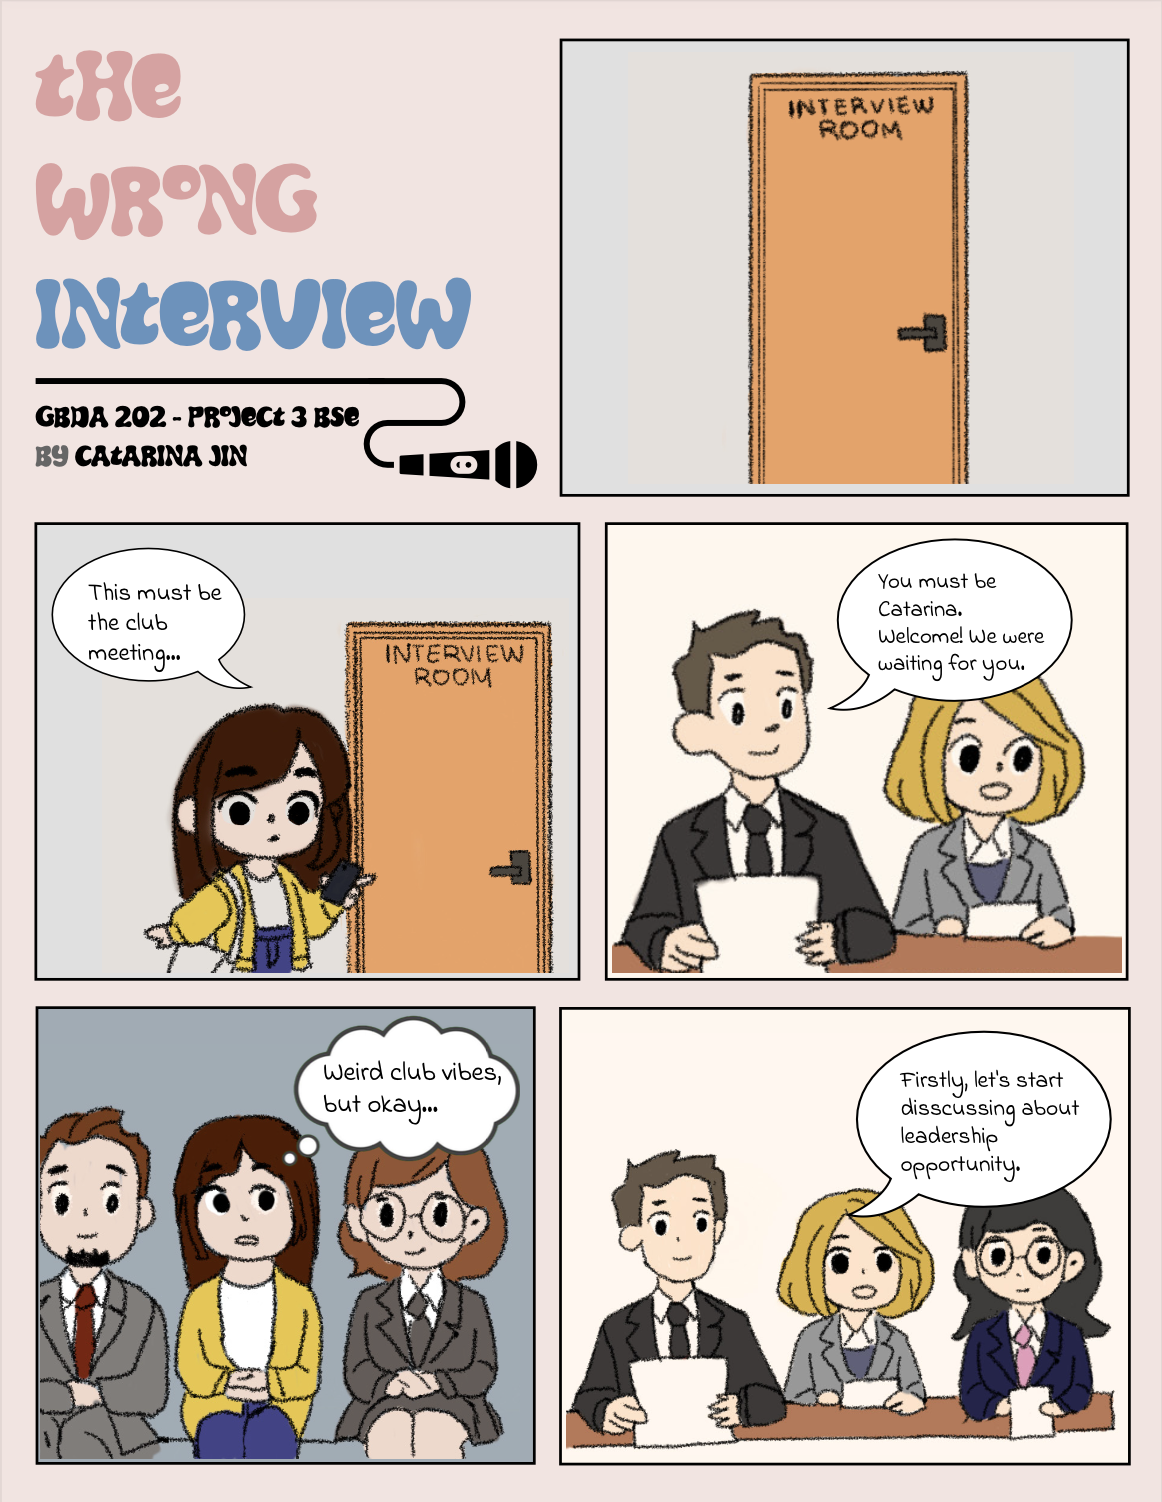 tHe
WRoNG
INteRVIeW
GBDA 202 - PRoJeCt 3 BSe
BY CAtARINA JIN
INTERVIEW
ROOM
This must be
the club
meeting...
INTERVIEW
ROOM
You must be
Catarina.
Welcome! We were
waiting for you.
Weird club vibes,
but okay...
Firstly, let's start
disscussing about
leadership
opportunity.